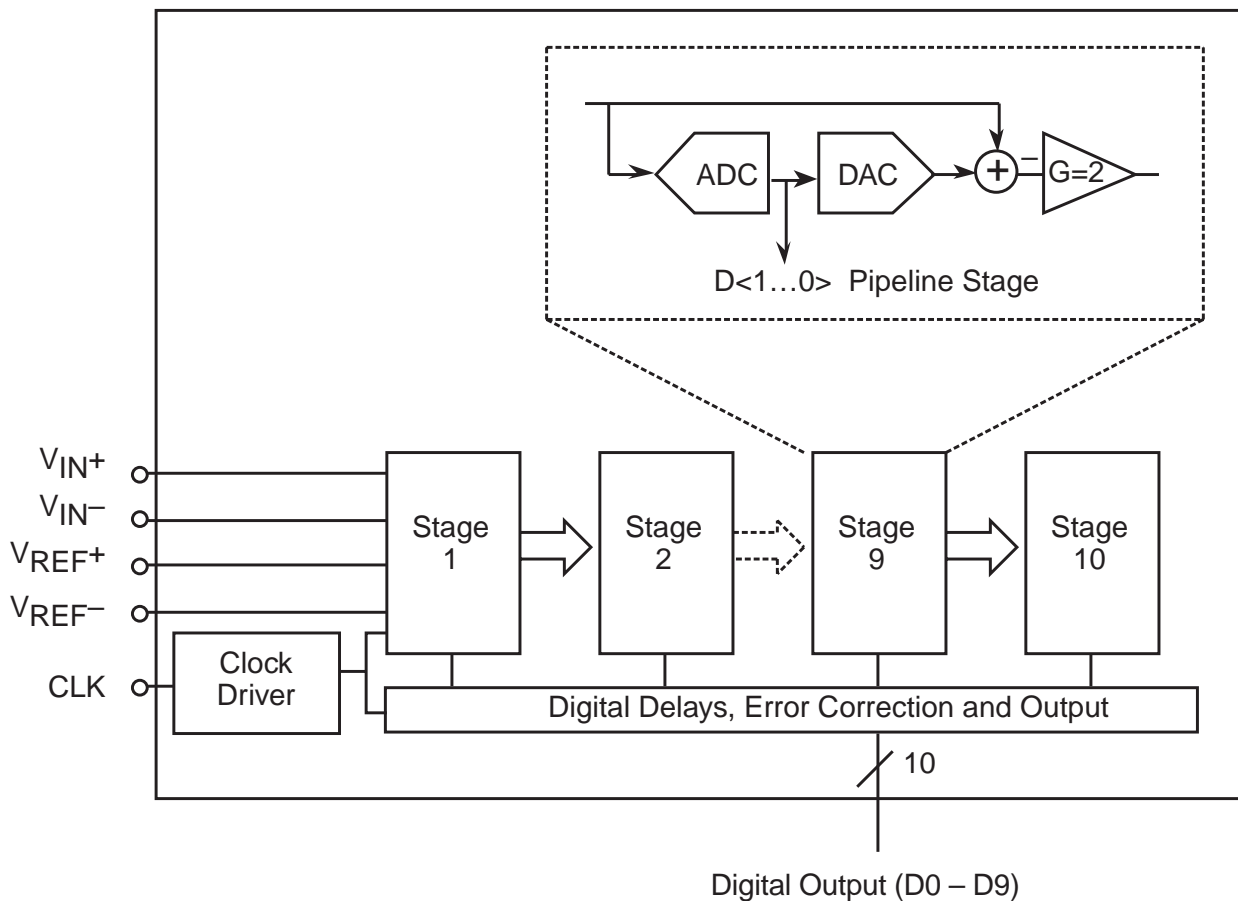 ADC
DAC
+
–
G=2
D<1…0> Pipeline Stage
VIN+
VIN–
VREF+
VREF–
CLK
Clock
Driver
Stage
1
Stage
2
Stage
9
Stage
10
Digital Delays, Error Correction and Output
10
Digital Output (D0 – D9)